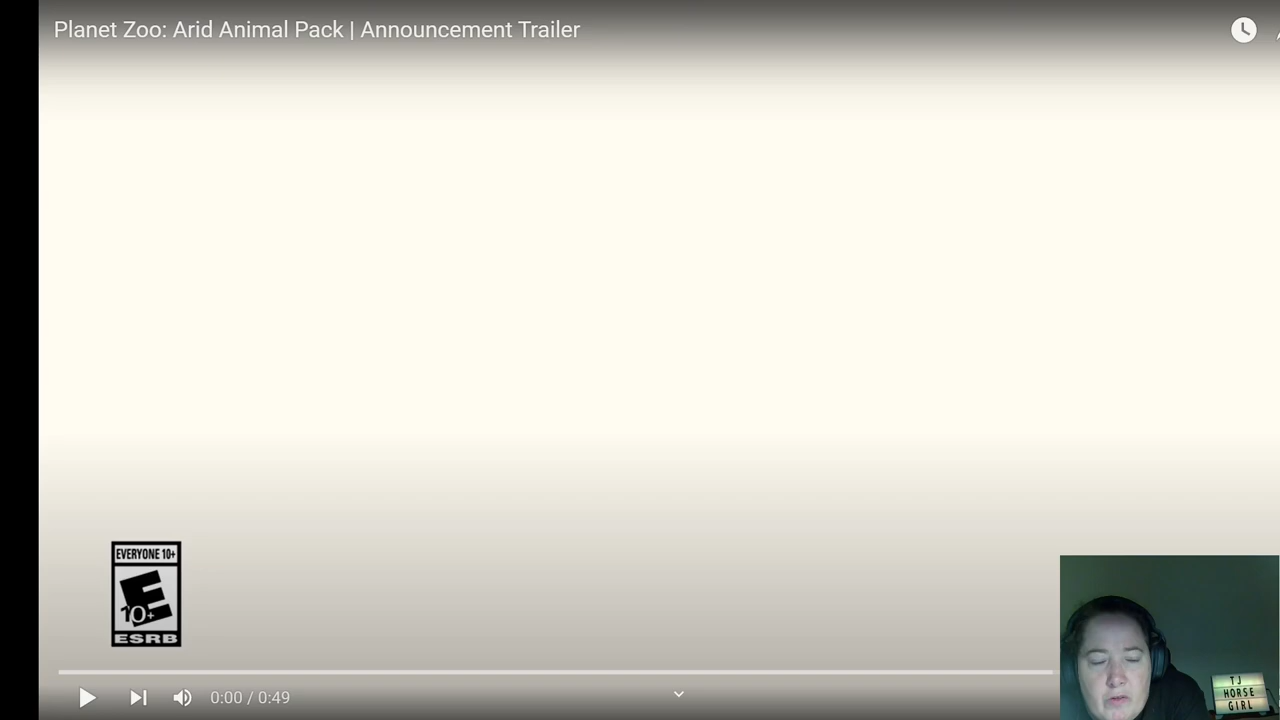 Planet Zoo: Arid Animal Pack | Announcement Trailer
EVERYONE 10+
E
10+
ESRB
0:00 / 0:49
TJ
HORSE
GIRL